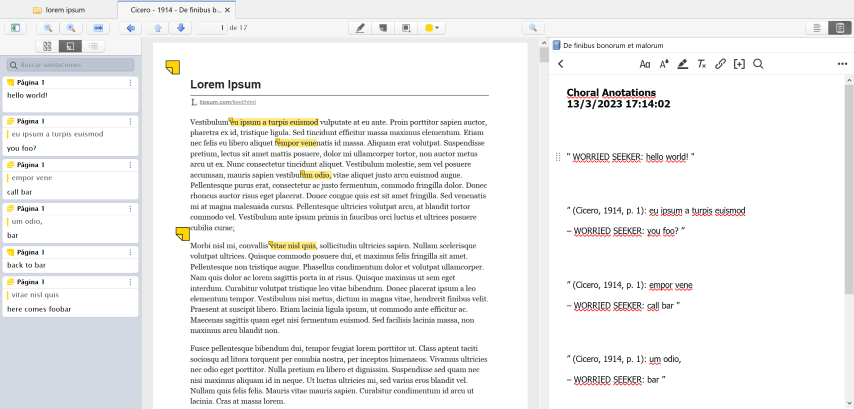 lorem ipsum
Cicero - 1914 - De finibus b...
1 de 17
Buscar anotaciones
Página 1
hello world!
Página 1
eu ipsum a turpis euismod
you foo?
Página 1
empor vene
call bar
Página 1
um odio,
bar
Página 1
back to bar
Página 1
vitae nisl quis
here comes foobar
Lorem Ipsum
L lipsum.com/feed/html
Vestibulum eu ipsum a turpis euismod vulputate at eu ante. Proin porttitor sapien auctor,
pharetra ex id, tristique ligula. Sed tincidunt efficitur massa maximus elementum. Etiam
nec felis eu libero aliquet tempor venenatis id massa. Aliquam erat volutpat. Suspendisse
pretium, lectus sit amet mattis posuere, dolor mi ullamcorper tortor, non auctor metus
arcu ut ex. Nunc consectetur tincidunt aliquet. Vestibulum molestie, sem vel posuere
accumsan, mauris sapien vestibulum odio, vitae aliquet justo arcu euismod augue.
Pellentesque purus erat, consectetur ac justo fermentum, commodo fringilla dolor. Donec
rhoncus auctor risus eget placerat. Donec congue quis est sit amet fringilla. Sed venenatis
mi at magna malesuada cursus. Pellentesque ultricies volutpat arcu, at blandit tortor
commodo vel. Vestibulum ante ipsum primis in faucibus orci luctus et ultrices posuere
cubilia curae;
Morbi nisl mi, convallis vitae nisl quis, sollicitudin ultricies sapien. Nullam scelerisque
volutpat ultrices. Quisque commodo posuere dui, et maximus felis fringilla sit amet.
Pellentesque non tristique augue. Phasellus condimentum dolor et volutpat ullamcorper.
Nam quis dolor ac lorem sagittis porta in at risus. Quisque maximus ut sem eget
interdum. Curabitur volutpat tristique leo vitae bibendum. Donec placerat ipsum a leo
elementum tempor. Vestibulum nisi metus, dictum in magna vitae, hendrerit finibus velit.
Praesent at suscipit libero. Etiam lacinia ligula ipsum, ut commodo ante efficitur ac.
Maecenas sagittis quam eget nisi fermentum euismod. Sed facilisis lacinia massa, non
maximus arcu blandit non.
Fusce pellentesque bibendum dui, tempor feugiat lorem porttitor ut. Class aptent taciti
sociosqu ad litora torquent per conubia nostra, per inceptos himenaeos. Vivamus ultricies
nec odio eget porttitor. Nulla pretium eu libero et dignissim. Suspendisse sed quam nec
nisi maximus aliquam id in neque. Ut luctus ultricies mi, sed varius eros blandit vel.
Nullam quis felis felis. Mauris vitae mauris sapien. Curabitur condimentum id arcu ut
lacinia. Cras at massa lorem.
De finibus bonorum et malorum
Choral Anotations
13/3/2023 17:14:02
" WORRIED SEEKER: hello world! "
" (Cicero, 1914, p. 1): eu ipsum a turpis euismod
– WORRIED SEEKER: you foo? "
" (Cicero, 1914, p. 1): empor vene
– WORRIED SEEKER: call bar "
" (Cicero, 1914, p. 1): um odio,
– WORRIED SEEKER: bar "